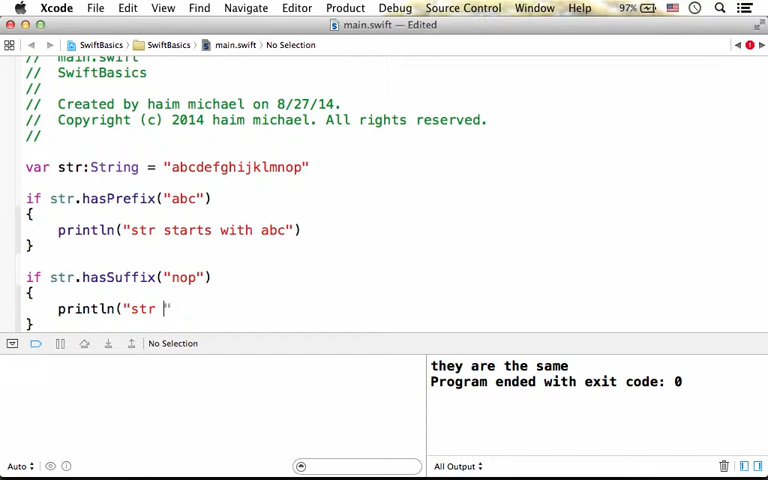 Xcode File Edit View Find Navigate Editor Product Debug Source Control Window Help 97%
main.swift — Edited
SwiftBasics SwiftBasics main.swift No Selection
// main.swift
// SwiftBasics
//
// Created by haim michael on 8/27/14.
// Copyright (c) 2014 haim michael. All rights reserved.
//
var str:String = "abcdefghijklmnop"
if str.hasPrefix("abc")
{
println("str starts with abc")
}
if str.hasSuffix("nop")
{
println("str "
}
No Selection
they are the same
Program ended with exit code: 0
Auto
All Output